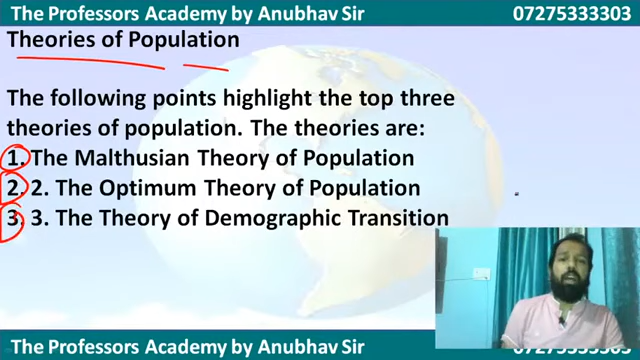 The Professors Academy by Anubhav Sir 07275333303
Theories of Population
The following points highlight the top three
theories of population. The theories are:
1. The Malthusian Theory of Population
2. 2. The Optimum Theory of Population
3. 3. The Theory of Demographic Transition
The Professors Academy by Anubhav Sir 07275333303